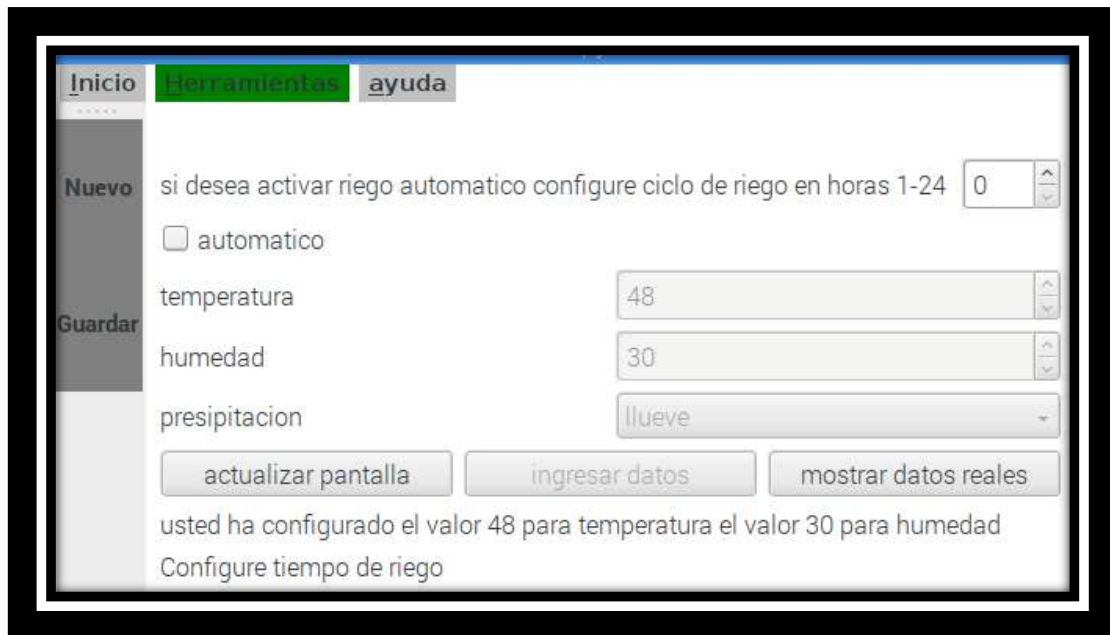 Inicio Herramientas ayuda
Nuevo
si desea activar riego automatico configure ciclo de riego en horas 1-24 0
automatico
temperatura 48
Guardar
humedad 30
presipitacion llueve
actualizar pantalla ingresar datos mostrar datos reales
usted ha configurado el valor 48 para temperatura el valor 30 para humedad
Configure tiempo de riego